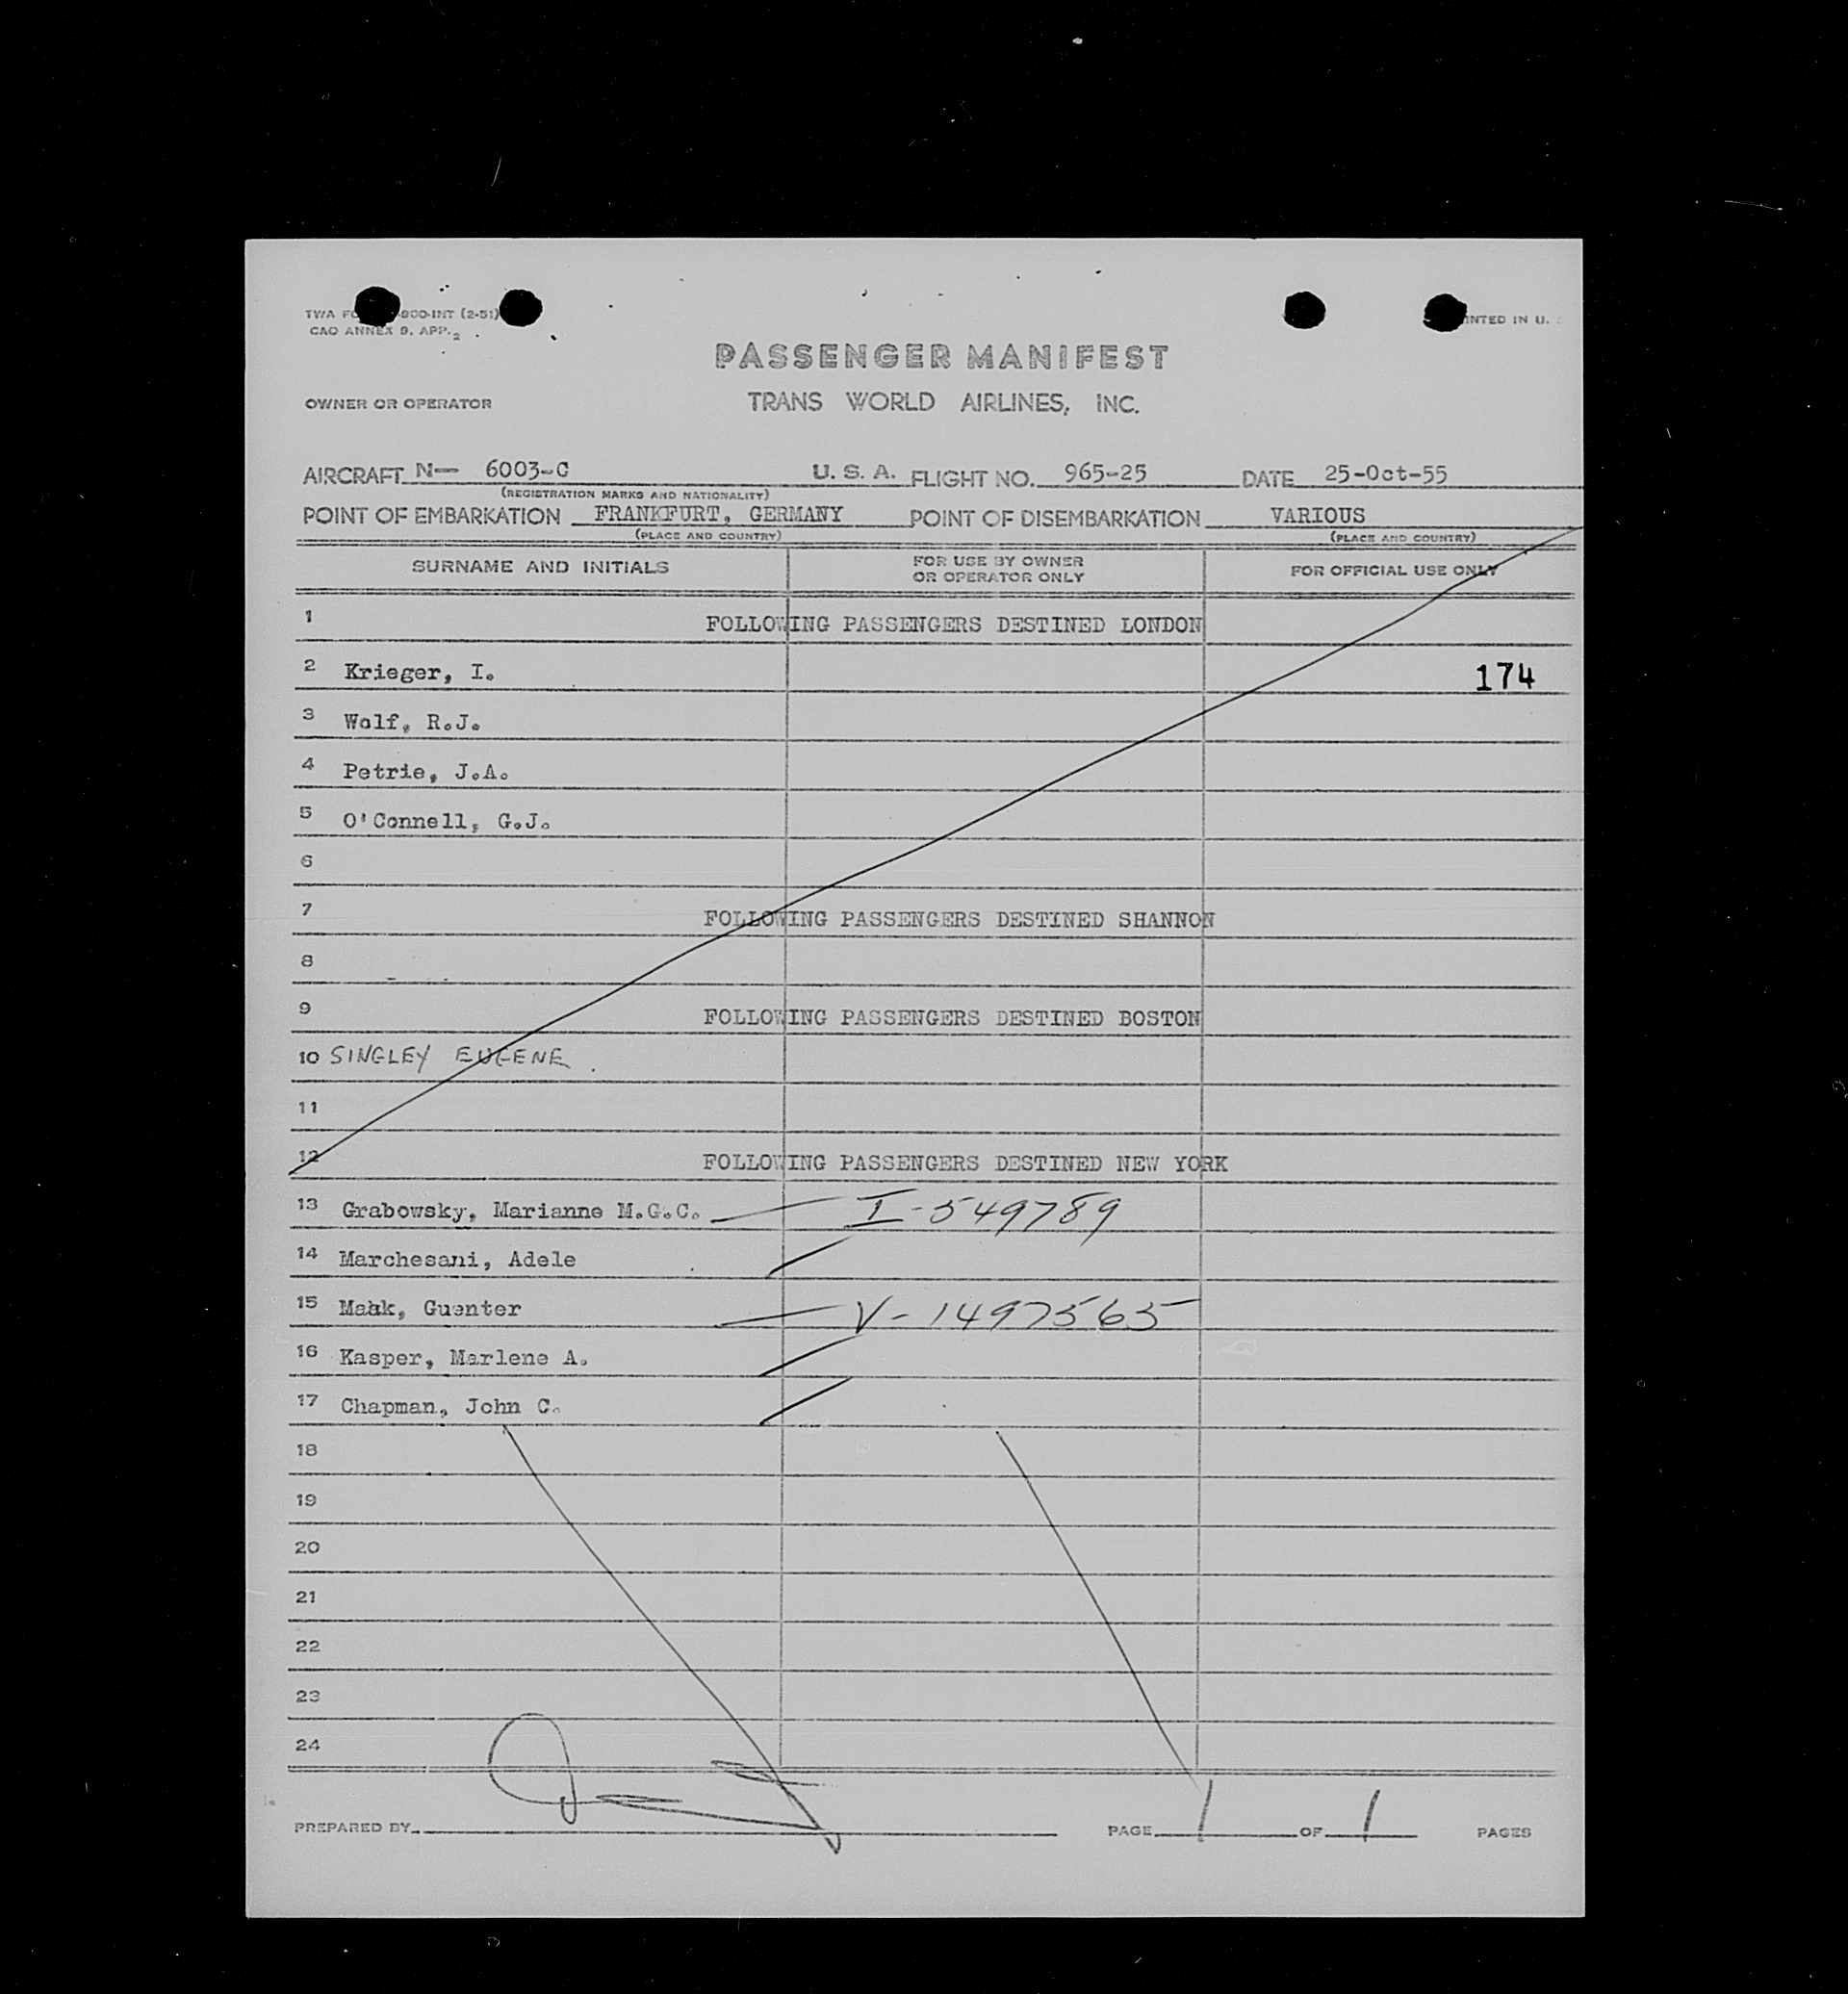 TWA FO -800-INT (2-51)
CAO ANNEX 9, APP. 2
INTED IN U.
PASSENGER MANIFEST
OWNER OR OPERATOR TRANS WORLD AIRLINES, INC.
AIRCRAFT N— 6003-C U. S. A. FLIGHT NO. 965-25 DATE 25-Oct-55
(REGISTRATION MARKS AND NATIONALITY)
POINT OF EMBARKATION FRANKFURT, GERMANY POINT OF DISEMBARKATION VARIOUS
(PLACE AND COUNTRY) (PLACE AND COUNTRY)
SURNAME AND INITIALS FOR USE BY OWNER OR OPERATOR ONLY FOR OFFICIAL USE ONLY
1 FOLLOWING PASSENGERS DESTINED LONDON
2 Krieger, I. 174
3 Wolf, R.J.
4 Petrie, J.A.
5 O'Connell, G.J.
6
7 FOLLOWING PASSENGERS DESTINED SHANNON
8
9 FOLLOWING PASSENGERS DESTINED BOSTON
10 SINGLEY EUGENE.
11
12 FOLLOWING PASSENGERS DESTINED NEW YORK
13 Grabowsky, Marianne M.G.C. I-549789
14 Marchesani, Adele
15 Maak, Guenter V-1497565
16 Kasper, Marlene A.
17 Chapman, John C.
18
19
20
21
22
23
24
PREPARED BY PAGE 1 OF 1 PAGES